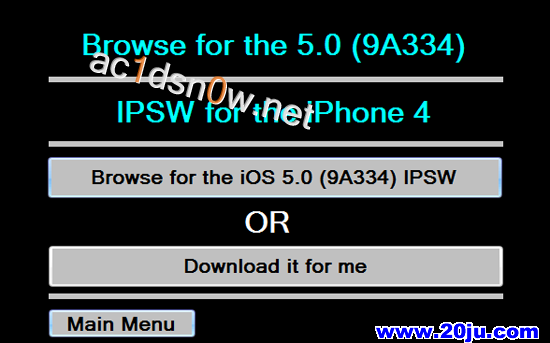 Browse for the 5.0 (9A334)
ac1dsn0w.net
IPSW for the iPhone 4
Browse for the iOS 5.0 (9A334) IPSW
OR
Download it for me
Main Menu
www.20ju.com